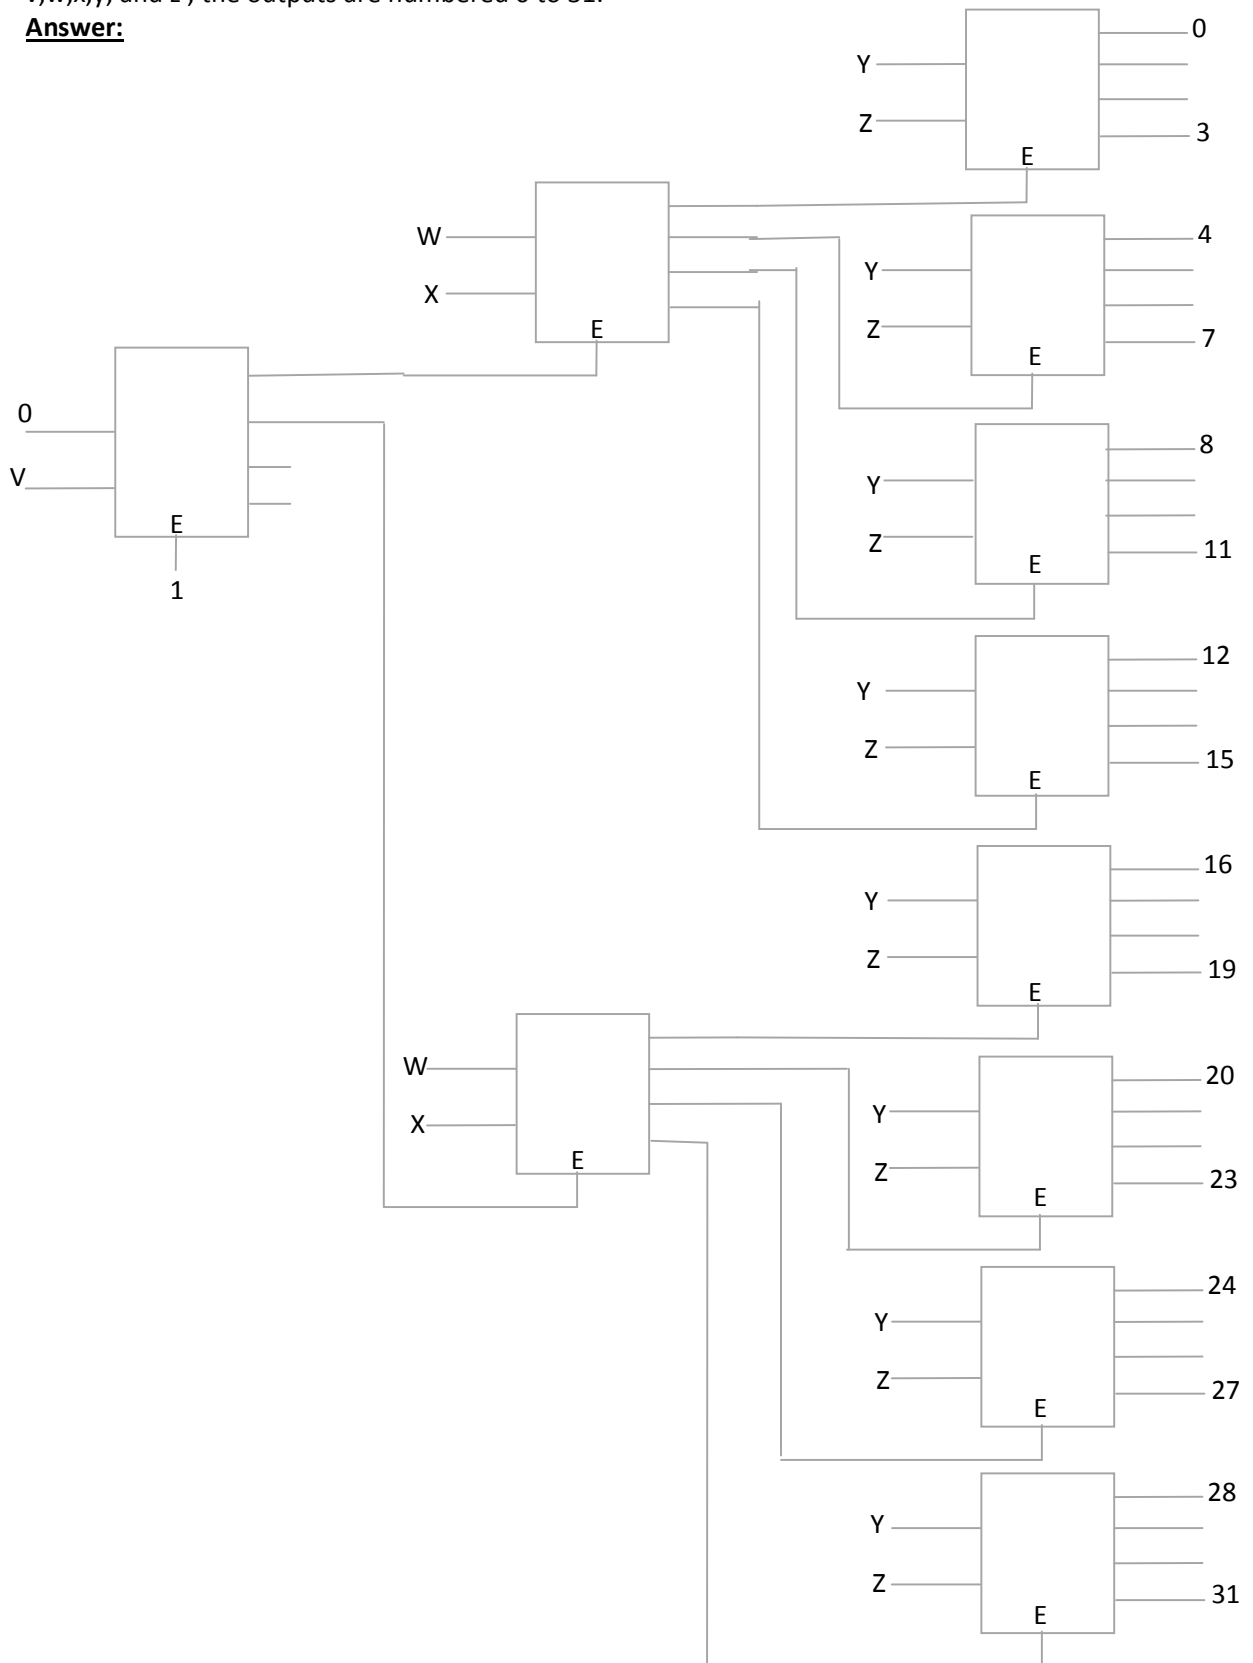 v,w,x,y, and z , the outputs are numbered 0 to 31.
Answer:
0
Y
Z
3
E
W
X
E
4
Y
Z
7
E
0
V
E
1
8
Y
Z
11
E
12
Y
Z
15
E
16
Y
Z
19
E
W
X
E
20
Y
Z
23
E
24
Y
Z
27
E
28
Y
Z
31
E